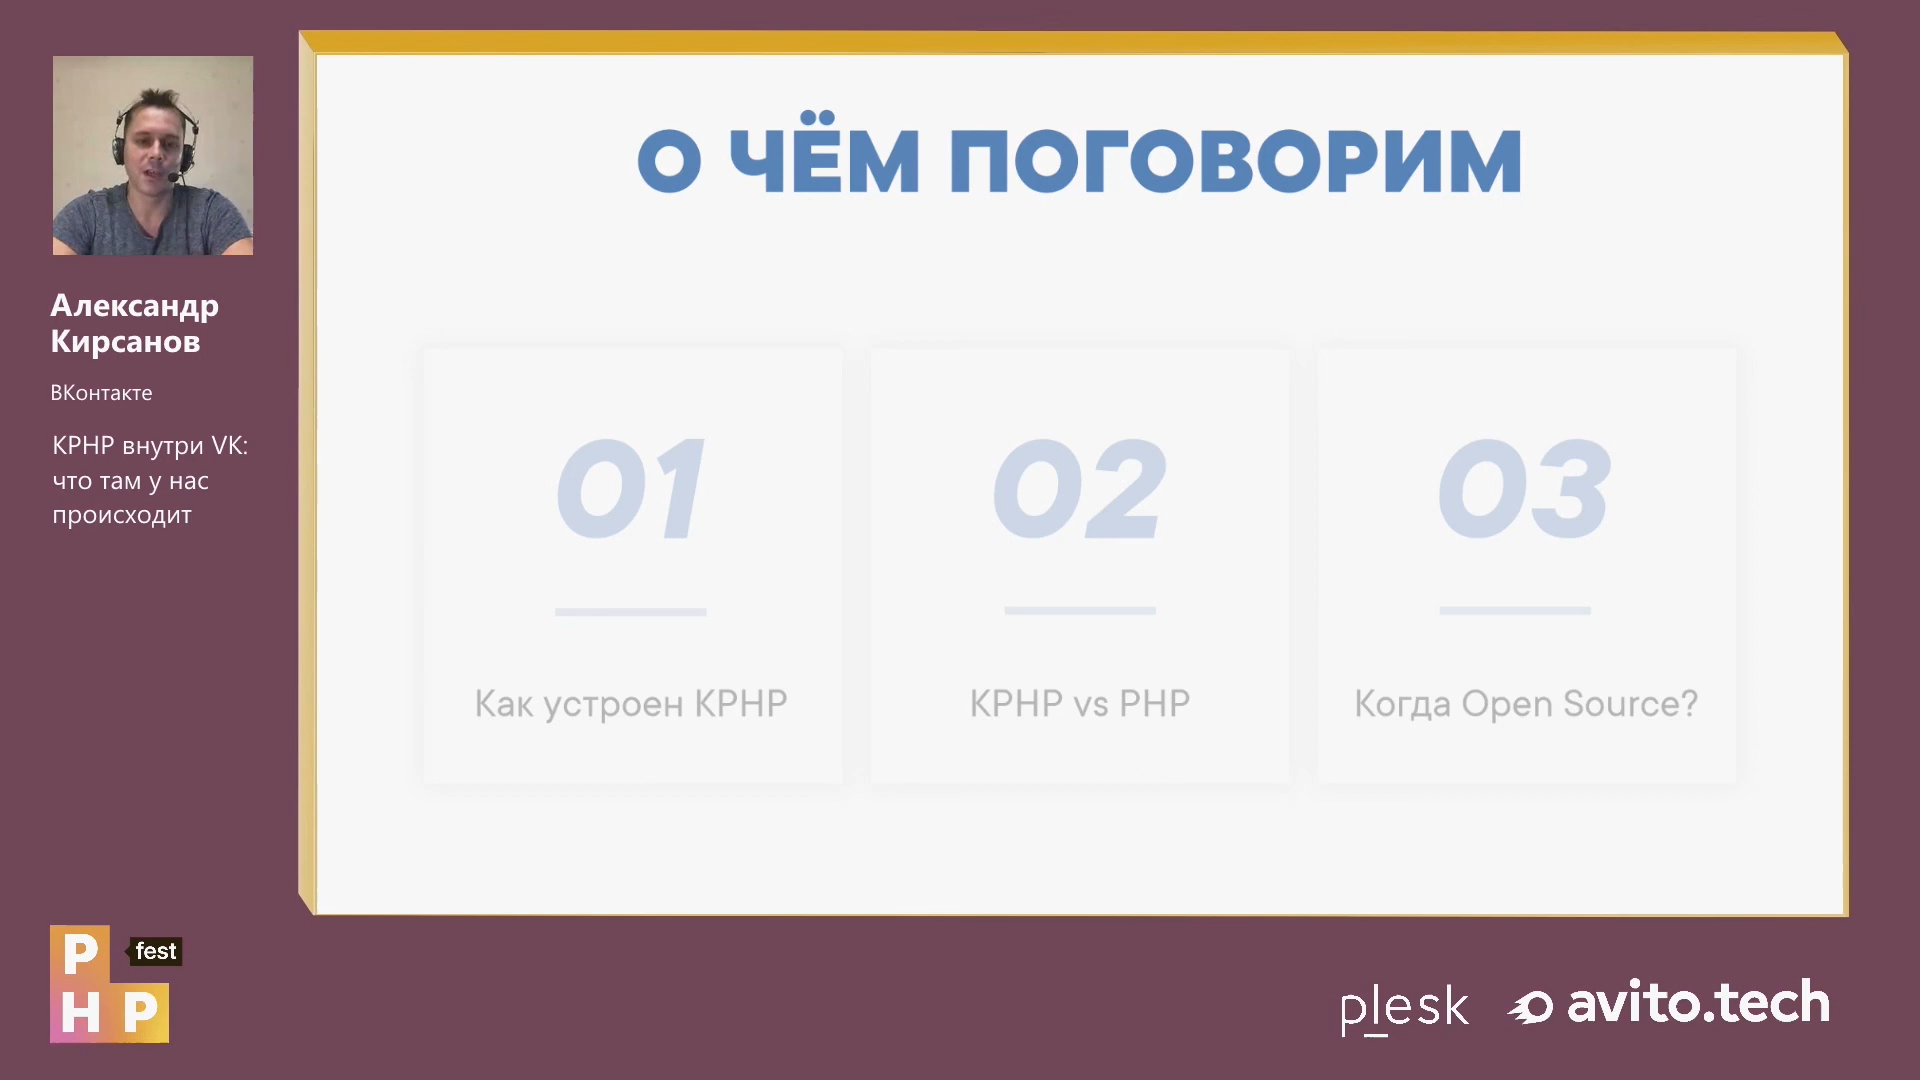 Александр
Кирсанов
ВКонтакте
KPHP внутри VK:
что там у нас
происходит
О ЧЁМ ПОГОВОРИМ
01
Как устроен KPHP
02
KPHP vs PHP
03
Когда Open Source?
P fest
H P
plesk
avito.tech